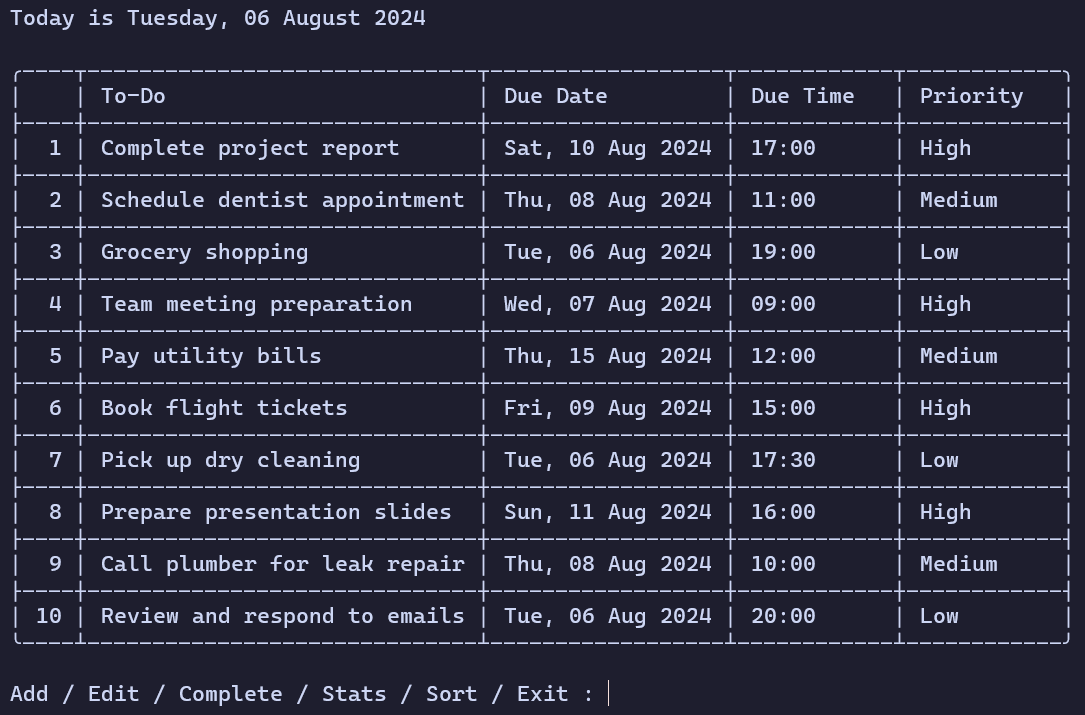 Today is Tuesday, 06 August 2024
To-Do Due Date Due Time Priority
1 Complete project report Sat, 10 Aug 2024 17:00 High
2 Schedule dentist appointment Thu, 08 Aug 2024 11:00 Medium
3 Grocery shopping Tue, 06 Aug 2024 19:00 Low
4 Team meeting preparation Wed, 07 Aug 2024 09:00 High
5 Pay utility bills Thu, 15 Aug 2024 12:00 Medium
6 Book flight tickets Fri, 09 Aug 2024 15:00 High
7 Pick up dry cleaning Tue, 06 Aug 2024 17:30 Low
8 Prepare presentation slides Sun, 11 Aug 2024 16:00 High
9 Call plumber for leak repair Thu, 08 Aug 2024 10:00 Medium
10 Review and respond to emails Tue, 06 Aug 2024 20:00 Low
Add / Edit / Complete / Stats / Sort / Exit :